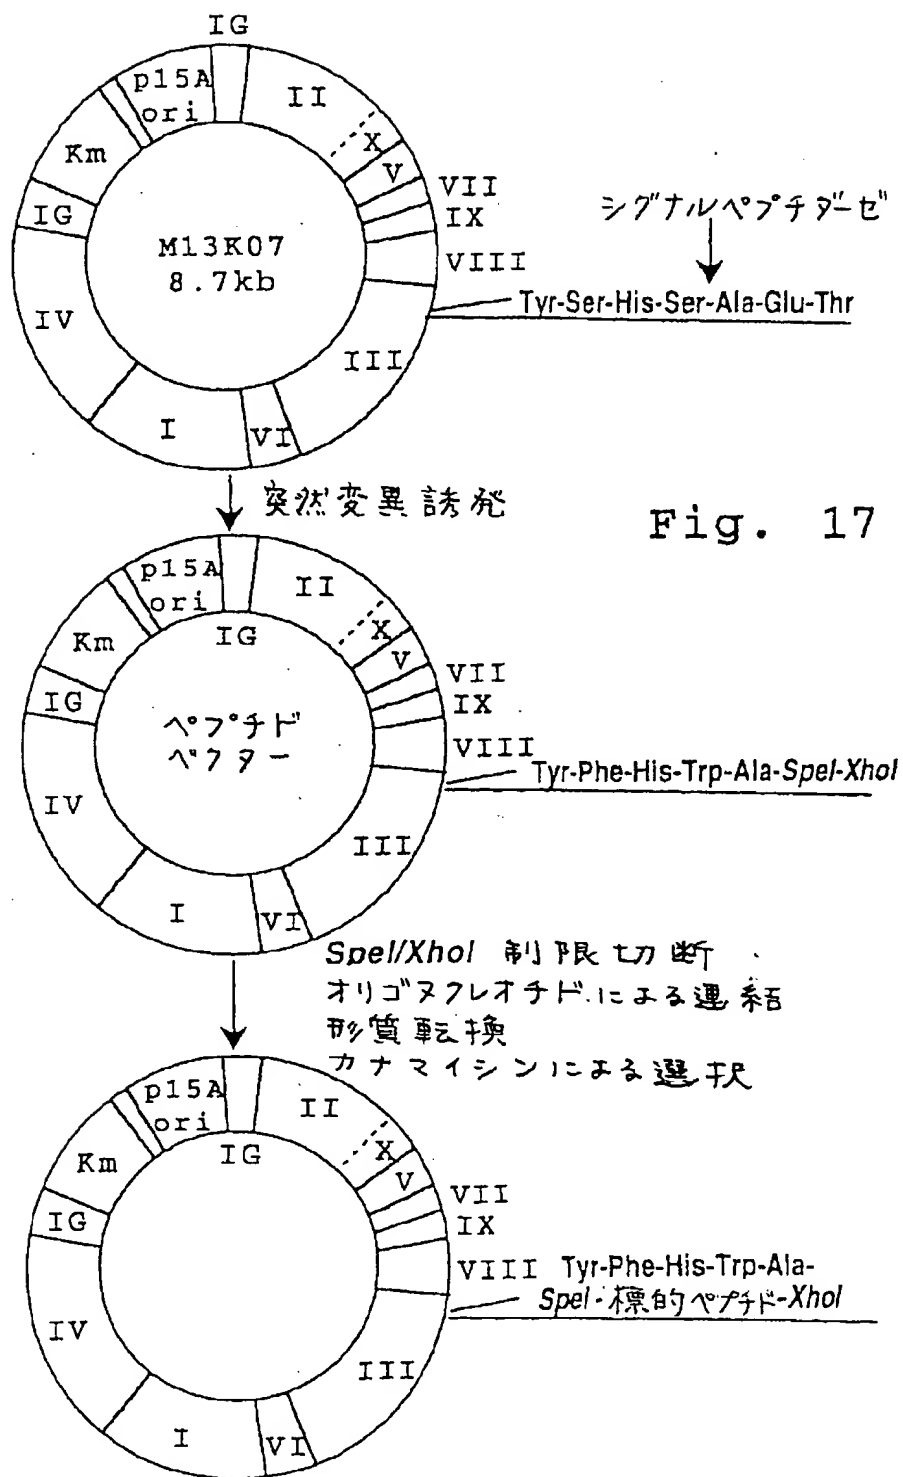 IG
p15A
ori
II
X
V
VII
IX
VIII
III
VI
I
IV
IG
Km
M13K07
8.7kb
シグナルペプチダーゼ
Tyr-Ser-His-Ser-Ala-Glu-Thr
突然変異誘発
Fig. 17
p15A
ori
IG
II
X
V
VII
IX
VIII
III
VI
I
IV
IG
Km
ペプチド
ベクター
Tyr-Phe-His-Trp-Ala-SpeI-XhoI
SpeI/XhoI 制限切断
オリゴヌクレオチドによる連結
形質転換
カナマイシンによる選択
p15A
ori
IG
II
X
V
VII
IX
VIII
III
VI
I
IV
IG
Km
Tyr-Phe-His-Trp-Ala-
SpeI-標的ペプチド-XhoI